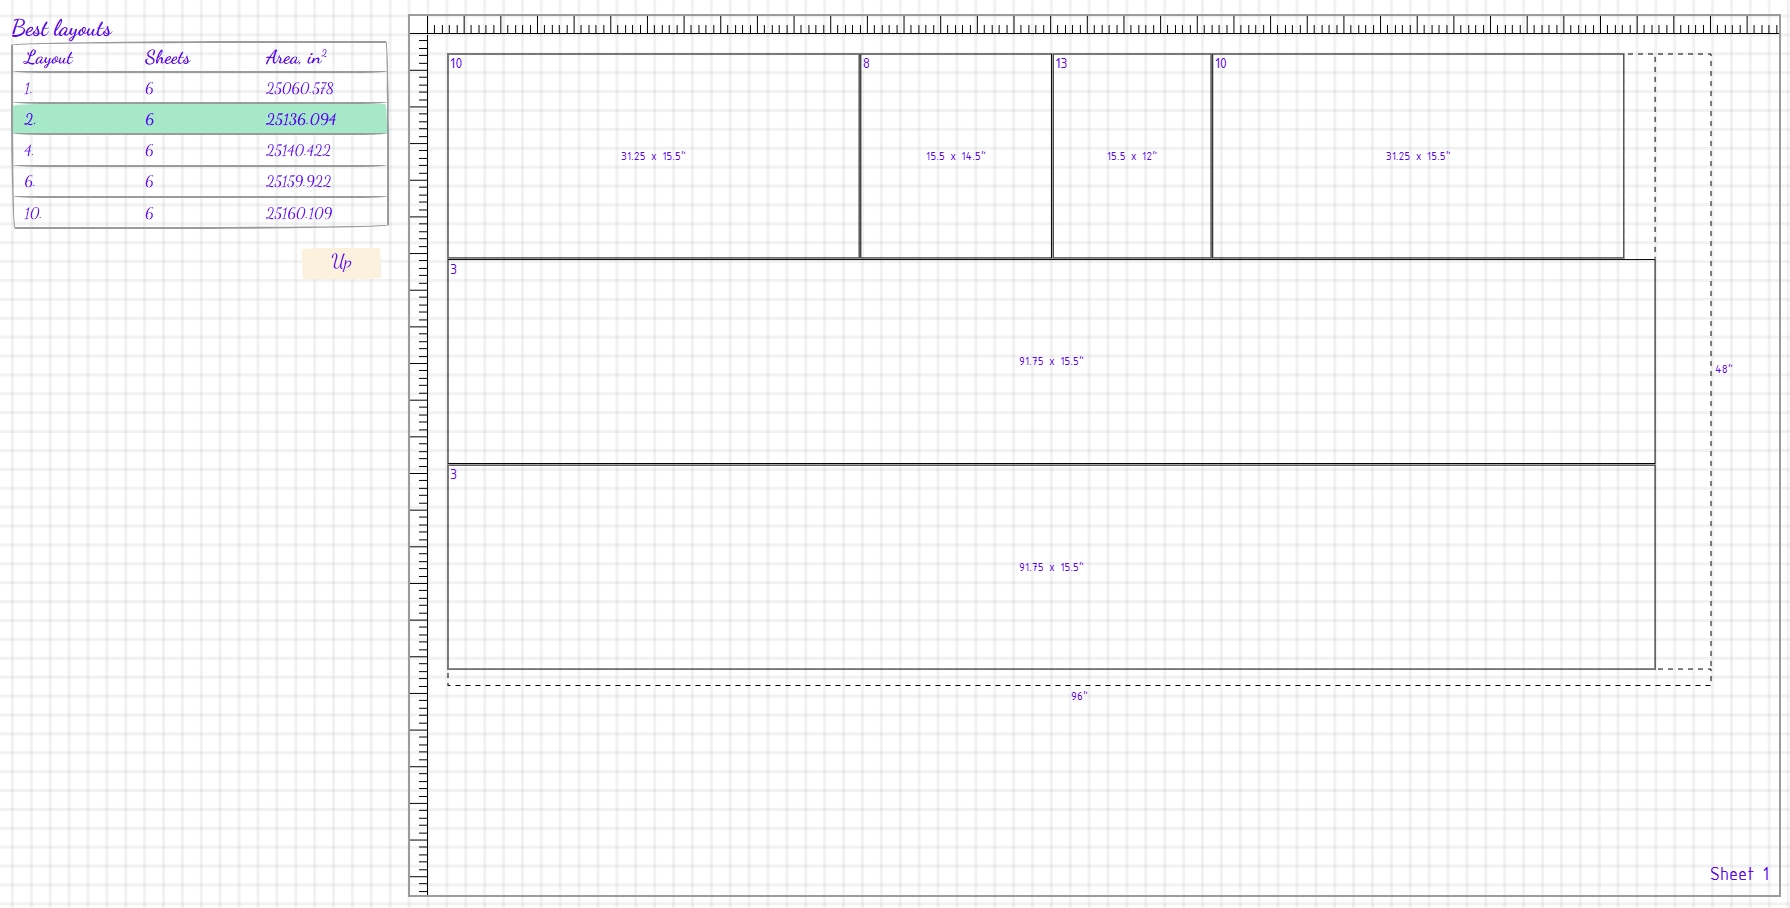 Best layouts
Layout Sheets Area, in²
1. 6 25060.578
2. 6 25136.094
4. 6 25140.422
6. 6 25159.922
10. 6 25160.109
Up
10 8 13 10
31.25 x 15.5" 15.5 x 14.5" 15.5 x 12" 31.25 x 15.5"
3
91.75 x 15.5"
48"
3
91.75 x 15.5"
96"
Sheet 1